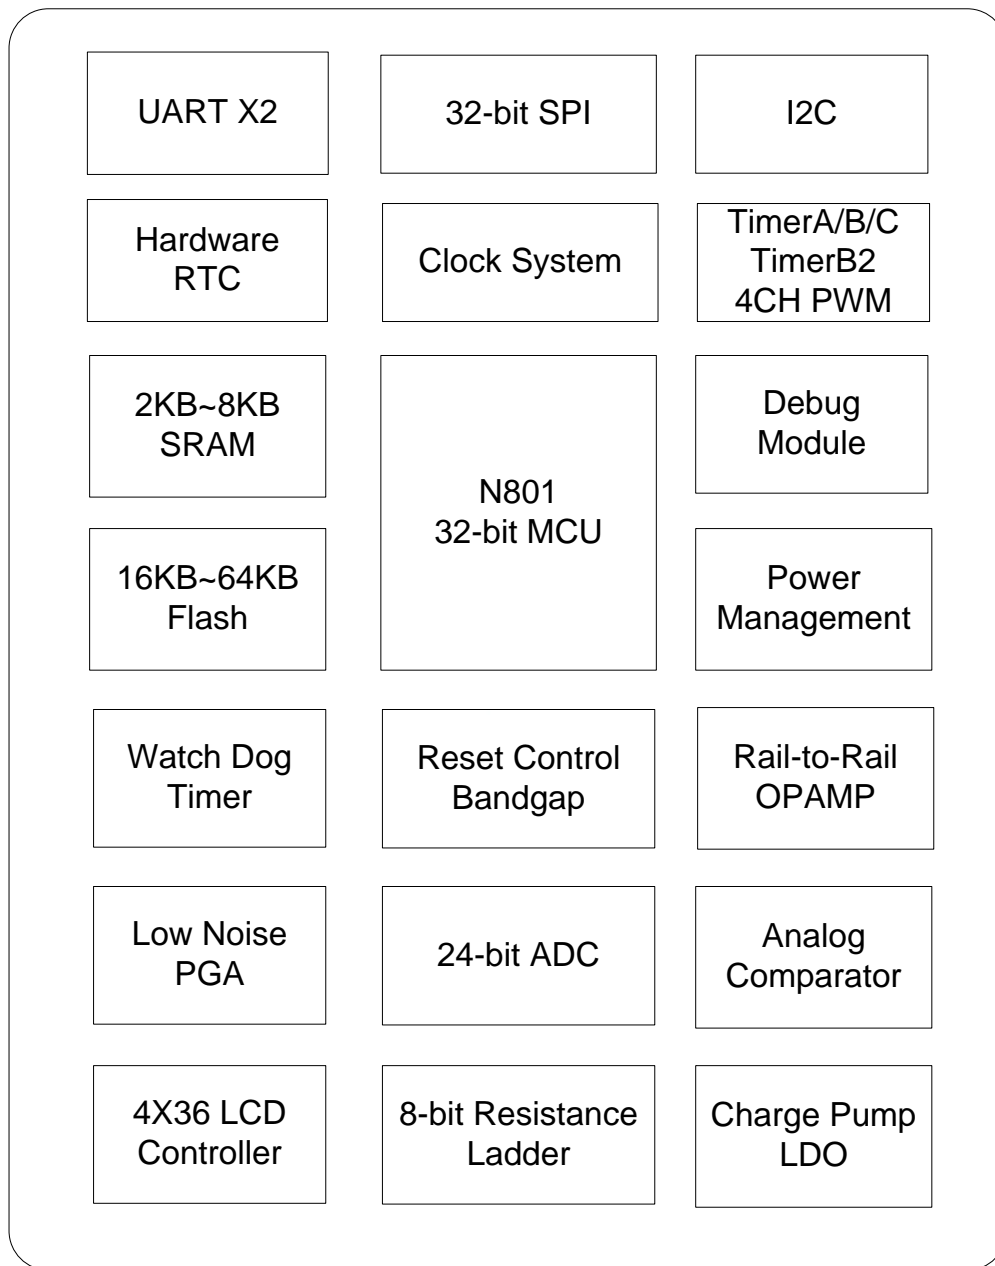 UART X2
32-bit SPI
I2C
Hardware
RTC
Clock System
TimerA/B/C
TimerB2
4CH PWM
2KB~8KB
SRAM
N801
32-bit MCU
Debug
Module
16KB~64KB
Flash
Power
Management
Watch Dog
Timer
Reset Control
Bandgap
Rail-to-Rail
OPAMP
Low Noise
PGA
24-bit ADC
Analog
Comparator
4X36 LCD
Controller
8-bit Resistance
Ladder
Charge Pump
LDO